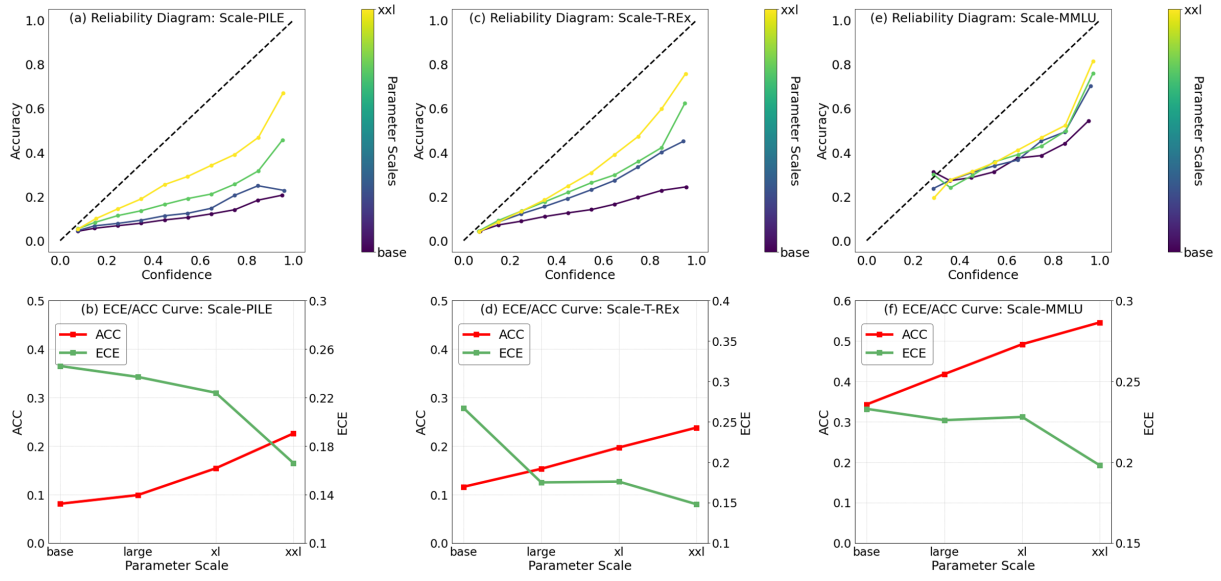 (a) Reliability Diagram: Scale-PILE
1.0
0.8
0.6
0.4
0.2
0.0
Accuracy
0.0 0.2 0.4 0.6 0.8 1.0
Confidence
xxl
Parameter Scales
base
(c) Reliability Diagram: Scale-T-REx
1.0
0.8
0.6
0.4
0.2
0.0
Accuracy
0.0 0.2 0.4 0.6 0.8 1.0
Confidence
xxl
Parameter Scales
base
(e) Reliability Diagram: Scale-MMLU
1.0
0.8
0.6
0.4
0.2
0.0
Accuracy
0.0 0.2 0.4 0.6 0.8 1.0
Confidence
xxl
Parameter Scales
base
(b) ECE/ACC Curve: Scale-PILE
ACC
ECE
0.5
0.4
0.3
0.2
0.1
0.0
ACC
0.3
0.26
0.22
0.18
0.14
0.1
ECE
base large xl xxl
Parameter Scale
(d) ECE/ACC Curve: Scale-T-REx
ACC
ECE
0.5
0.4
0.3
0.2
0.1
0.0
ACC
0.4
0.35
0.3
0.25
0.2
0.15
0.1
ECE
base large xl xxl
Parameter Scale
(f) ECE/ACC Curve: Scale-MMLU
ACC
ECE
0.6
0.5
0.4
0.3
0.2
0.1
0.0
ACC
0.3
0.25
0.2
0.15
ECE
base large xl xxl
Parameter Scale